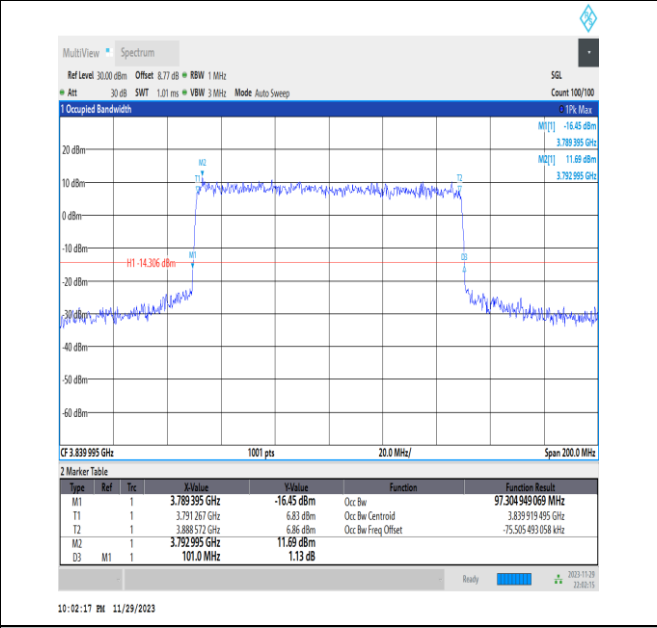 MultiView Spectrum
Ref Level 30.00 dBm Offset 8.77 dB RBW 1 MHz SGL
Att 30 dB SWT 1.01 ms VBW 3 MHz Mode Auto Sweep Count 100/100
1 Occupied Bandwidth 1Pk Max
M1[1] -16.45 dBm
3.789 395 GHz
20 dBm
M2 M2[1] 11.69 dBm
3.792 995 GHz
T1 T2
10 dBm
0 dBm
-10 dBm
M1 D3
H1 -14.306 dBm
-20 dBm
-30 dBm
-40 dBm
-50 dBm
-60 dBm
CF 3.839 995 GHz 1001 pts 20.0 MHz/ Span 200.0 MHz
2 Marker Table
Type Ref Trc X-Value Y-Value Function Function Result
M1 1 3.789 395 GHz -16.45 dBm Occ Bw 97.304 949 069 MHz
T1 1 3.791 267 GHz 6.83 dBm Occ Bw Centroid 3.839 919 495 GHz
T2 1 3.888 572 GHz 6.86 dBm Occ Bw Freq Offset -75.505 493 058 kHz
M2 1 3.792 995 GHz 11.69 dBm
D3 M1 1 101.0 MHz 1.13 dB
Ready 2023-11-29
22:02:15
10:02:17 PM 11/29/2023